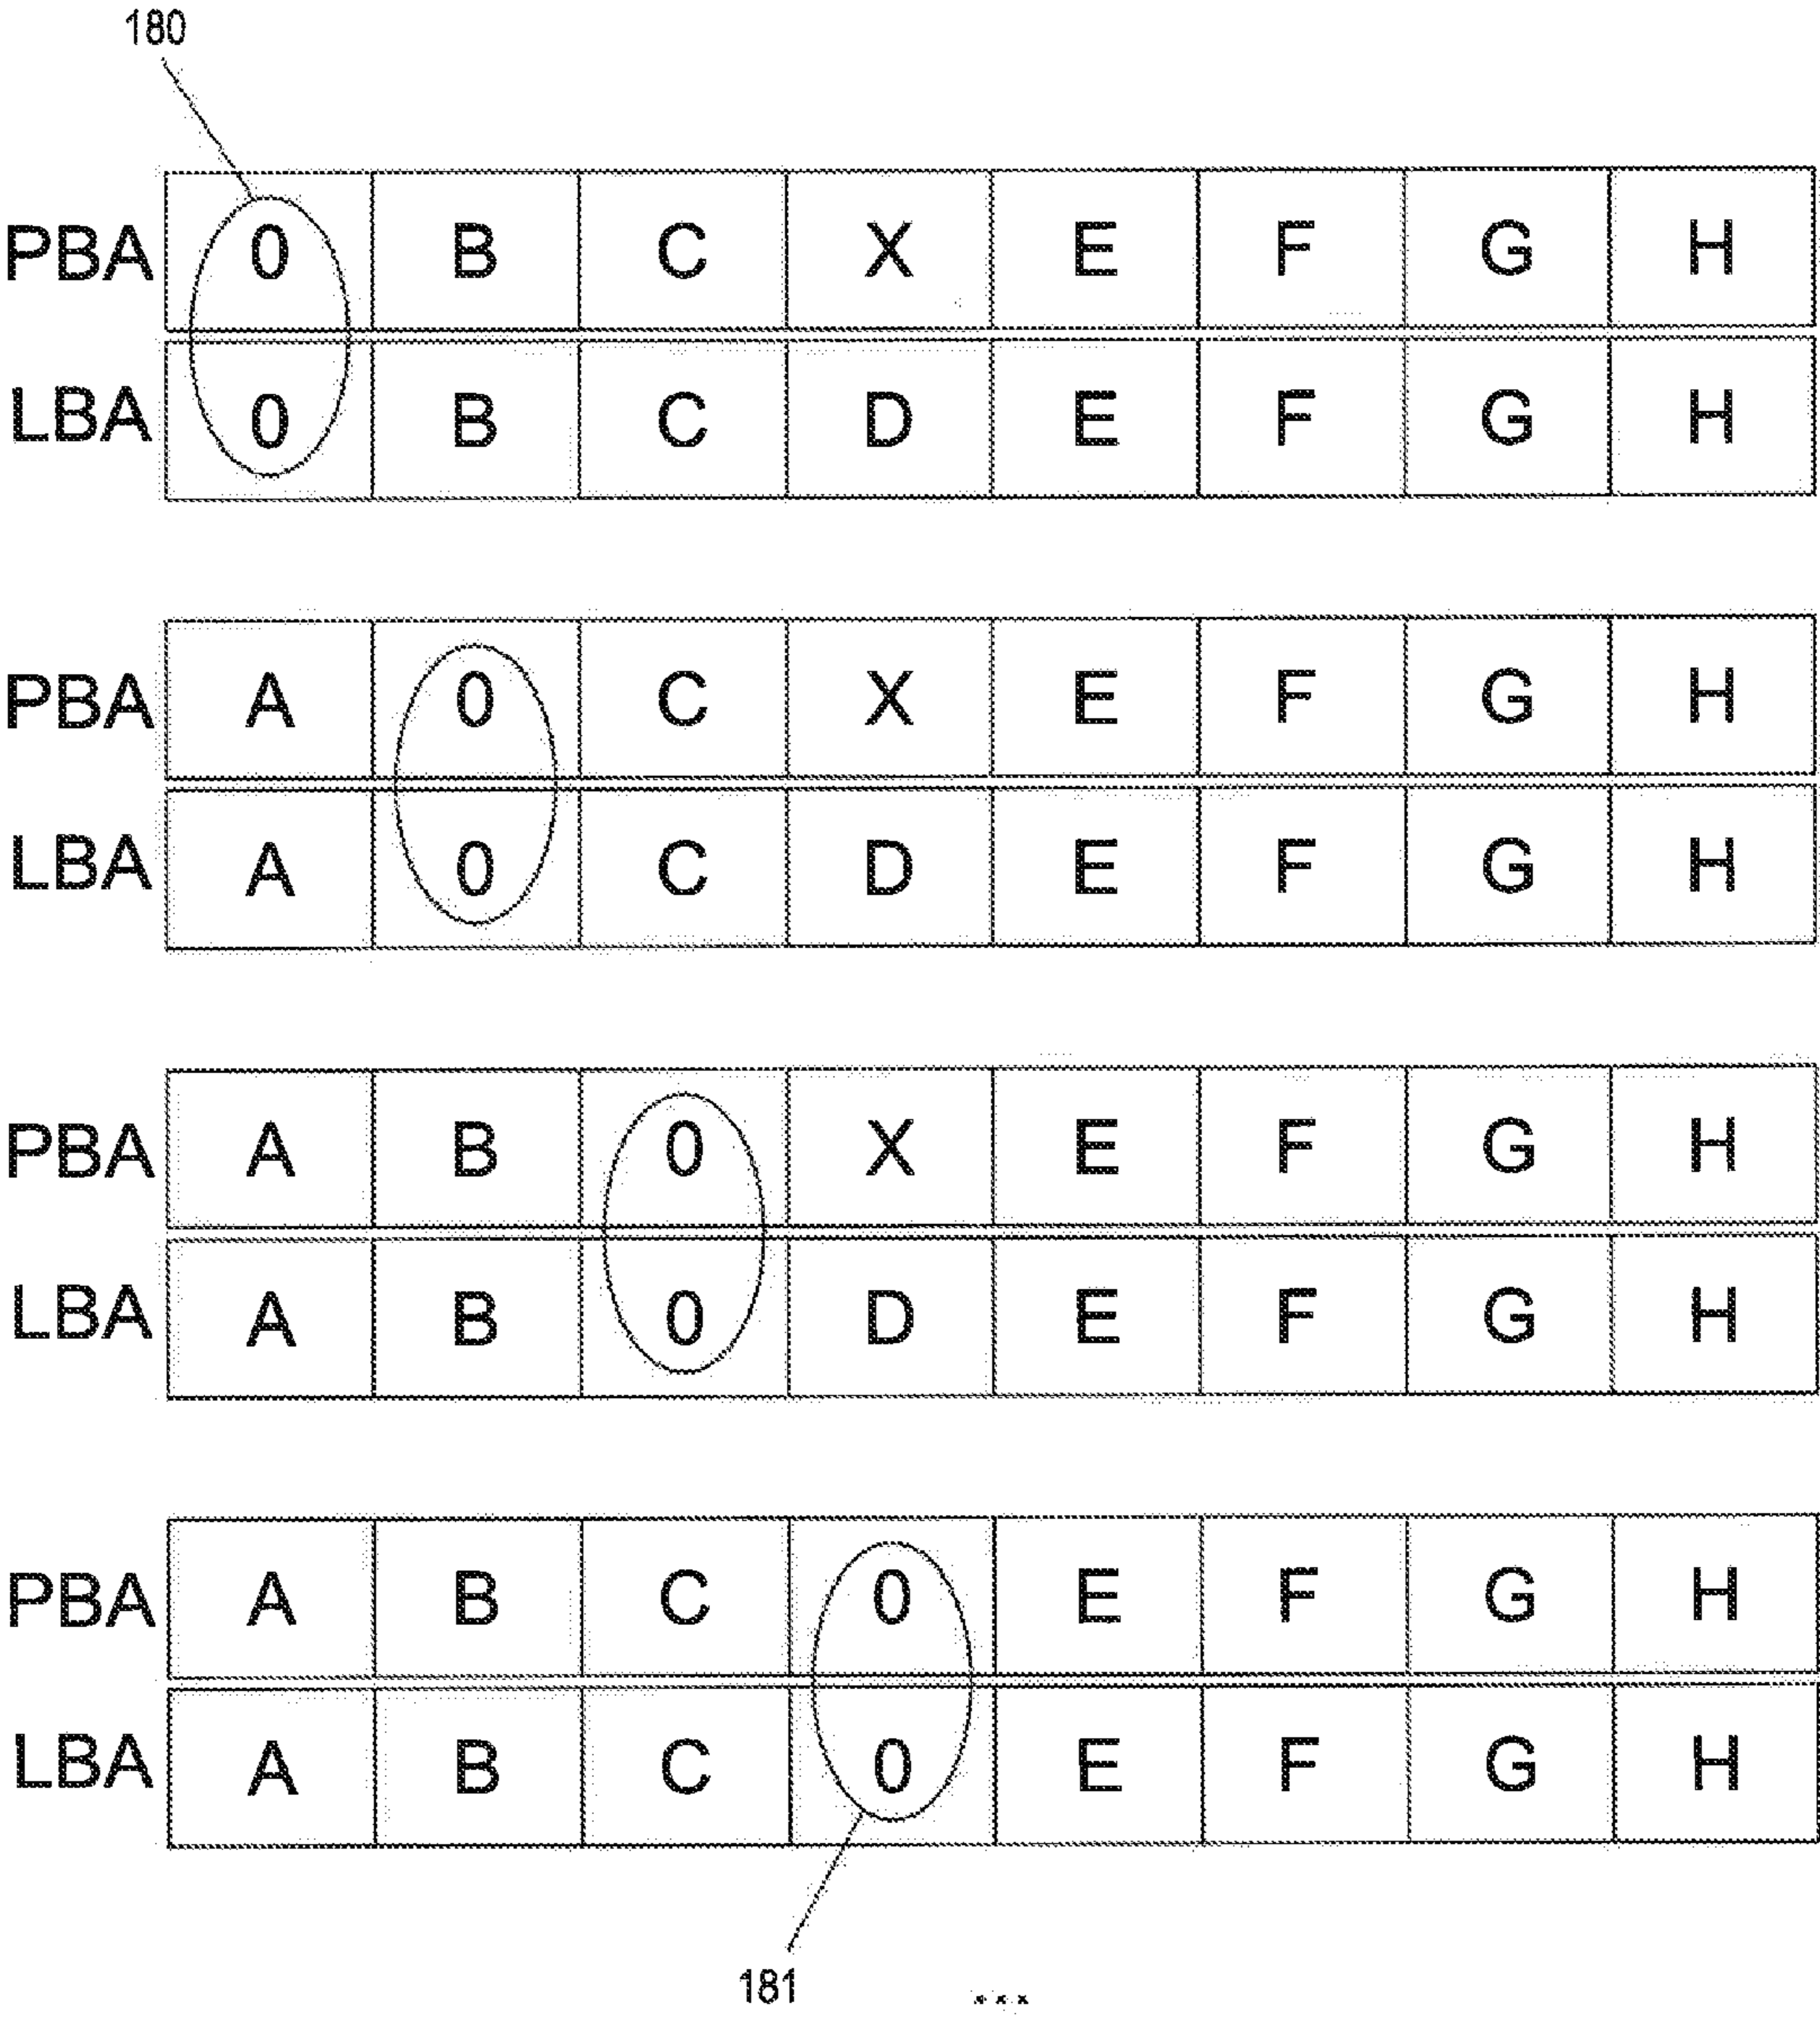 180
PBA 0 B C X E F G H
LBA 0 B C D E F G H
PBA A 0 C X E F G H
LBA A 0 C D E F G H
PBA A B 0 X E F G H
LBA A B 0 D E F G H
PBA A B C 0 E F G H
LBA A B C 0 E F G H
181 ...